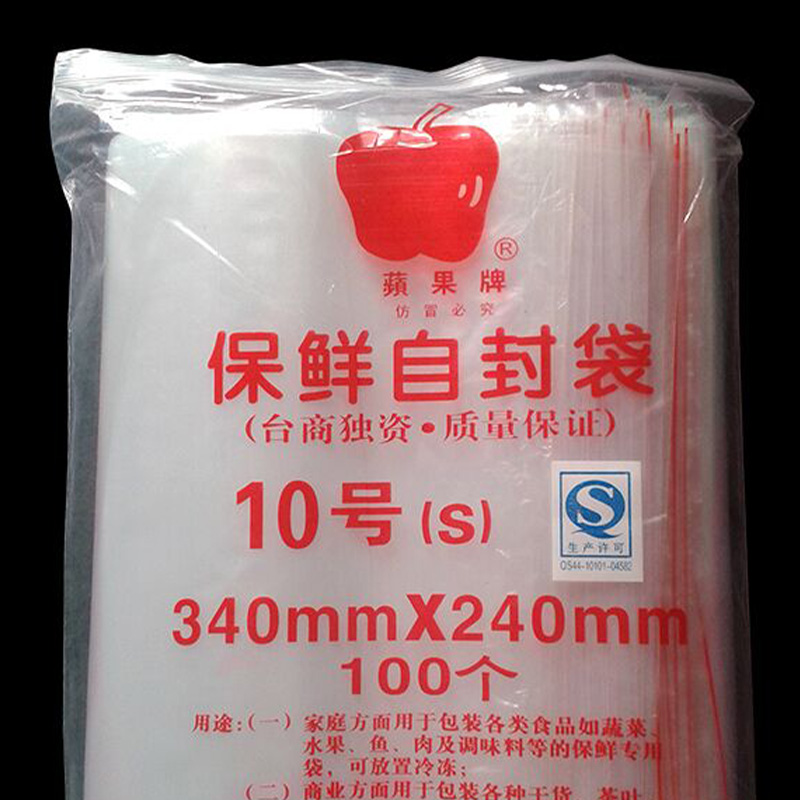 ®
蘋果牌
仿冒必究
保鲜自封袋
(台商独资·质量保证)
10号(S)
QS
生产许可
QS44-10101-04582
340mmX240mm
100个
用途:(一) 家庭方面用于包装各类食品如蔬菜、
水果、鱼、肉及调味料等的保鲜专用
袋，可放置冷冻;
(二) 商业方面用于包装各种干货、茶叶